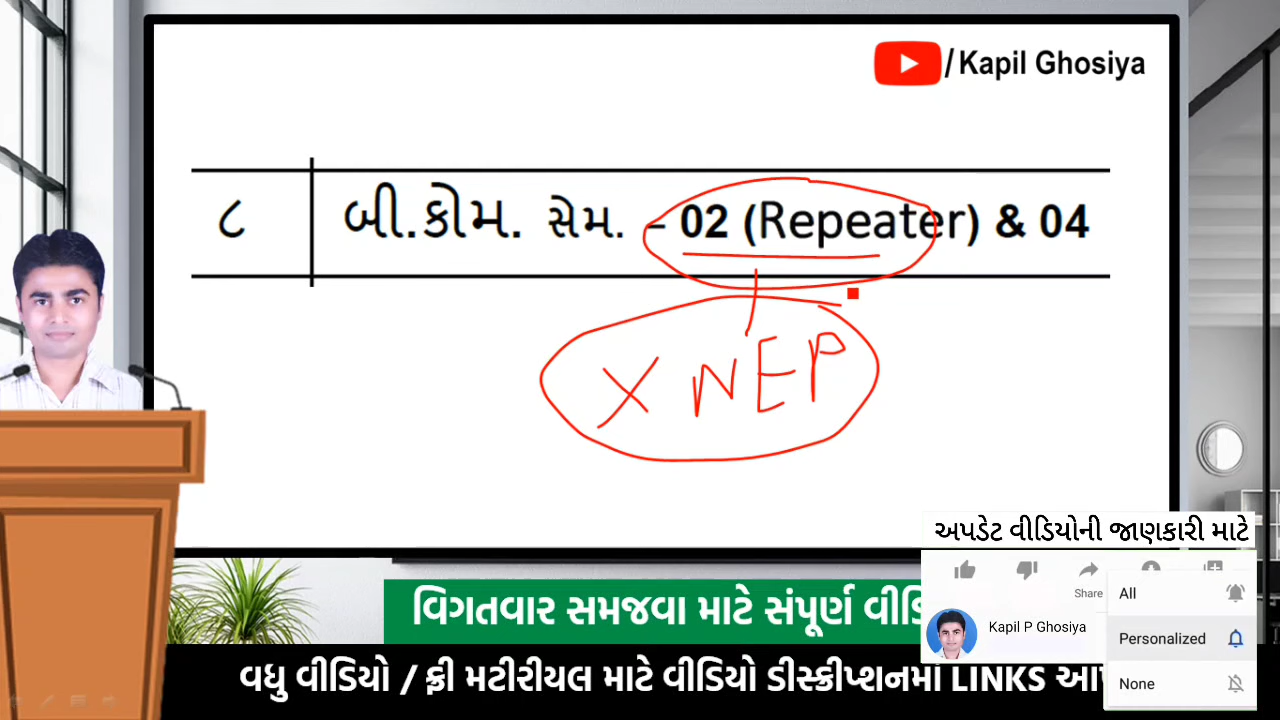 /Kapil Ghosiya
૮ બી.કોમ. સેમ. – 02 (Repeater) & 04
X NEP
અપડેટ વીડિયોની જાણકારી માટે
Share
All
Kapil P Ghosiya
Personalized
None
વિગતવાર સમજવા માટે સંપૂર્ણ
વધુ વીડિયો / ફ્રી મટીરીયલ માટે વીડિયો ડીસ્ક્રીપ્શનમાં LINKS